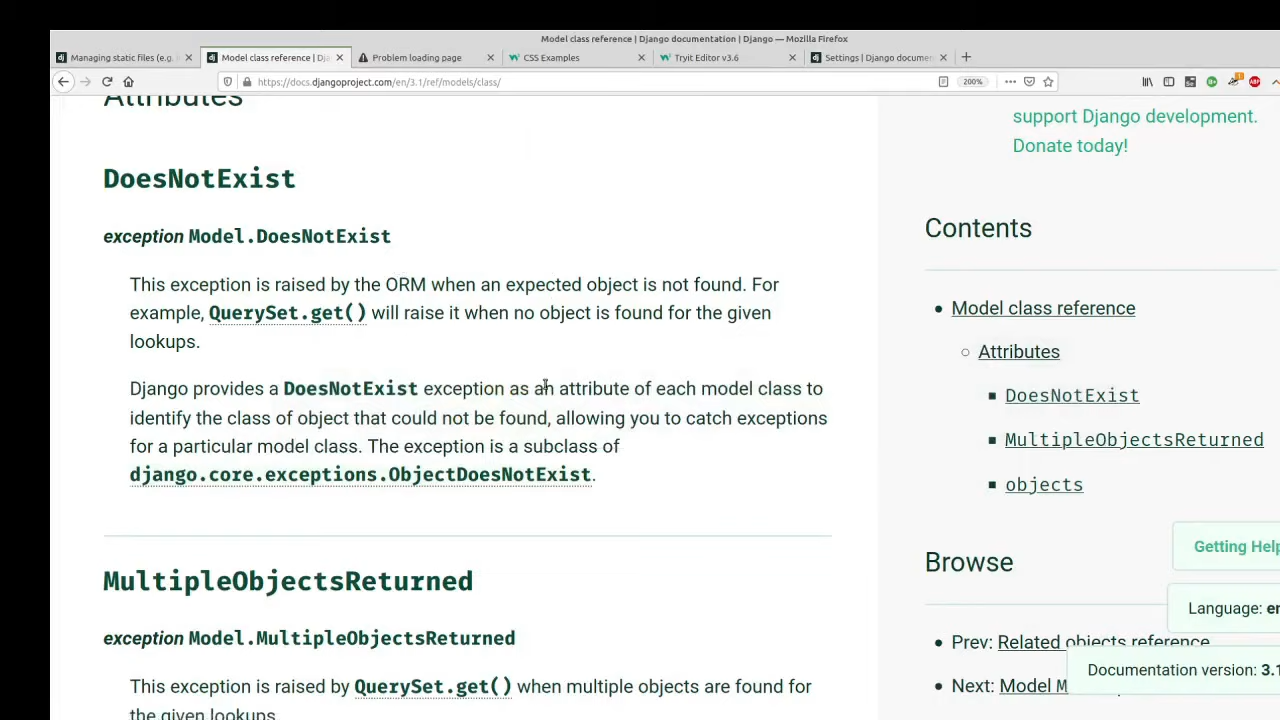 Model class reference | Django documentation | Django — Mozilla Firefox
Managing static files (e.g. i
Model class reference | Dj
Problem loading page
CSS Examples
Tryit Editor v3.6
Settings | Django docume
https://docs.djangoproject.com/en/3.1/ref/models/class/
200%
Attributes
DoesNotExist
exception Model.DoesNotExist
This exception is raised by the ORM when an expected object is not found. For
example, QuerySet.get() will raise it when no object is found for the given
lookups.
Django provides a DoesNotExist exception as an attribute of each model class to
identify the class of object that could not be found, allowing you to catch exceptions
for a particular model class. The exception is a subclass of
django.core.exceptions.ObjectDoesNotExist.
MultipleObjectsReturned
exception Model.MultipleObjectsReturned
This exception is raised by QuerySet.get() when multiple objects are found for
the given lookups.
support Django development.
Donate today!
Contents
Model class reference
Attributes
DoesNotExist
MultipleObjectsReturned
objects
Browse
Prev: Related objects reference
Next: Model M
Getting Help
Language: en
Documentation version: 3.1